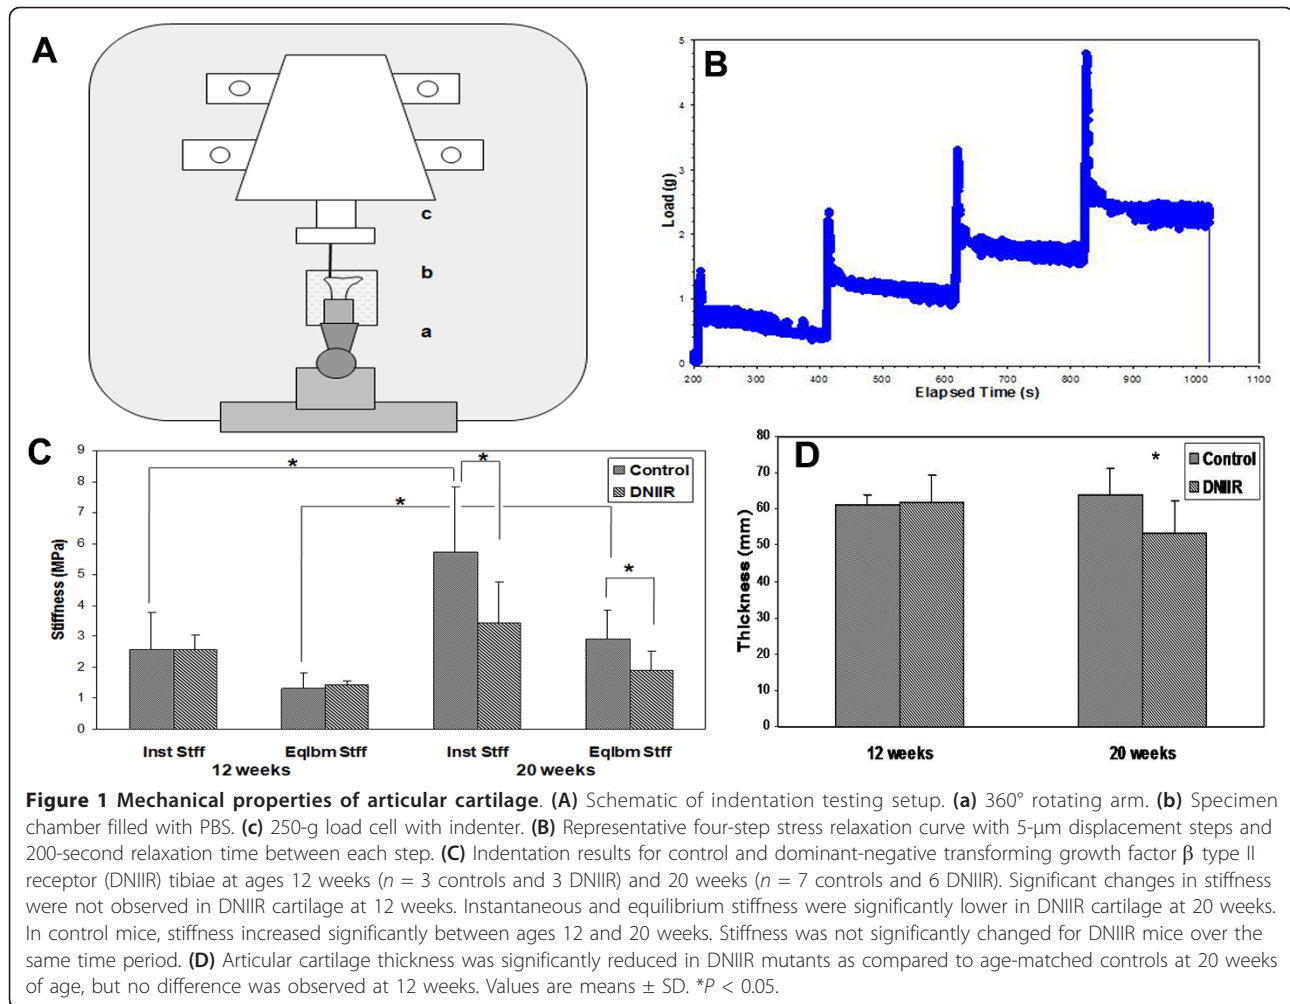 A
c
b
a
B
5
4
3
2
1
0
Load (g)
200 300 400 500 600 700 800 900 1000 1100
Elapsed Time (s)
C
9
8
7
6
5
4
3
2
1
0
Stiffness (MPa)
* * * *
Control
DNIIR
Inst Stff Eqlbm Stff Inst Stff Eqlbm Stff
12 weeks 20 weeks
D
80
70
60
50
40
30
20
10
0
Thickness (mm)
*
Control
DNIIR
12 weeks 20 weeks
Figure 1 Mechanical properties of articular cartilage. (A) Schematic of indentation testing setup. (a) 360° rotating arm. (b) Specimen
chamber filled with PBS. (c) 250-g load cell with indenter. (B) Representative four-step stress relaxation curve with 5-μm displacement steps and
200-second relaxation time between each step. (C) Indentation results for control and dominant-negative transforming growth factor β type II
receptor (DNIIR) tibiae at ages 12 weeks (n = 3 controls and 3 DNIIR) and 20 weeks (n = 7 controls and 6 DNIIR). Significant changes in stiffness
were not observed in DNIIR cartilage at 12 weeks. Instantaneous and equilibrium stiffness were significantly lower in DNIIR cartilage at 20 weeks.
In control mice, stiffness increased significantly between ages 12 and 20 weeks. Stiffness was not significantly changed for DNIIR mice over the
same time period. (D) Articular cartilage thickness was significantly reduced in DNIIR mutants as compared to age-matched controls at 20 weeks
of age, but no difference was observed at 12 weeks. Values are means ± SD. *P < 0.05.